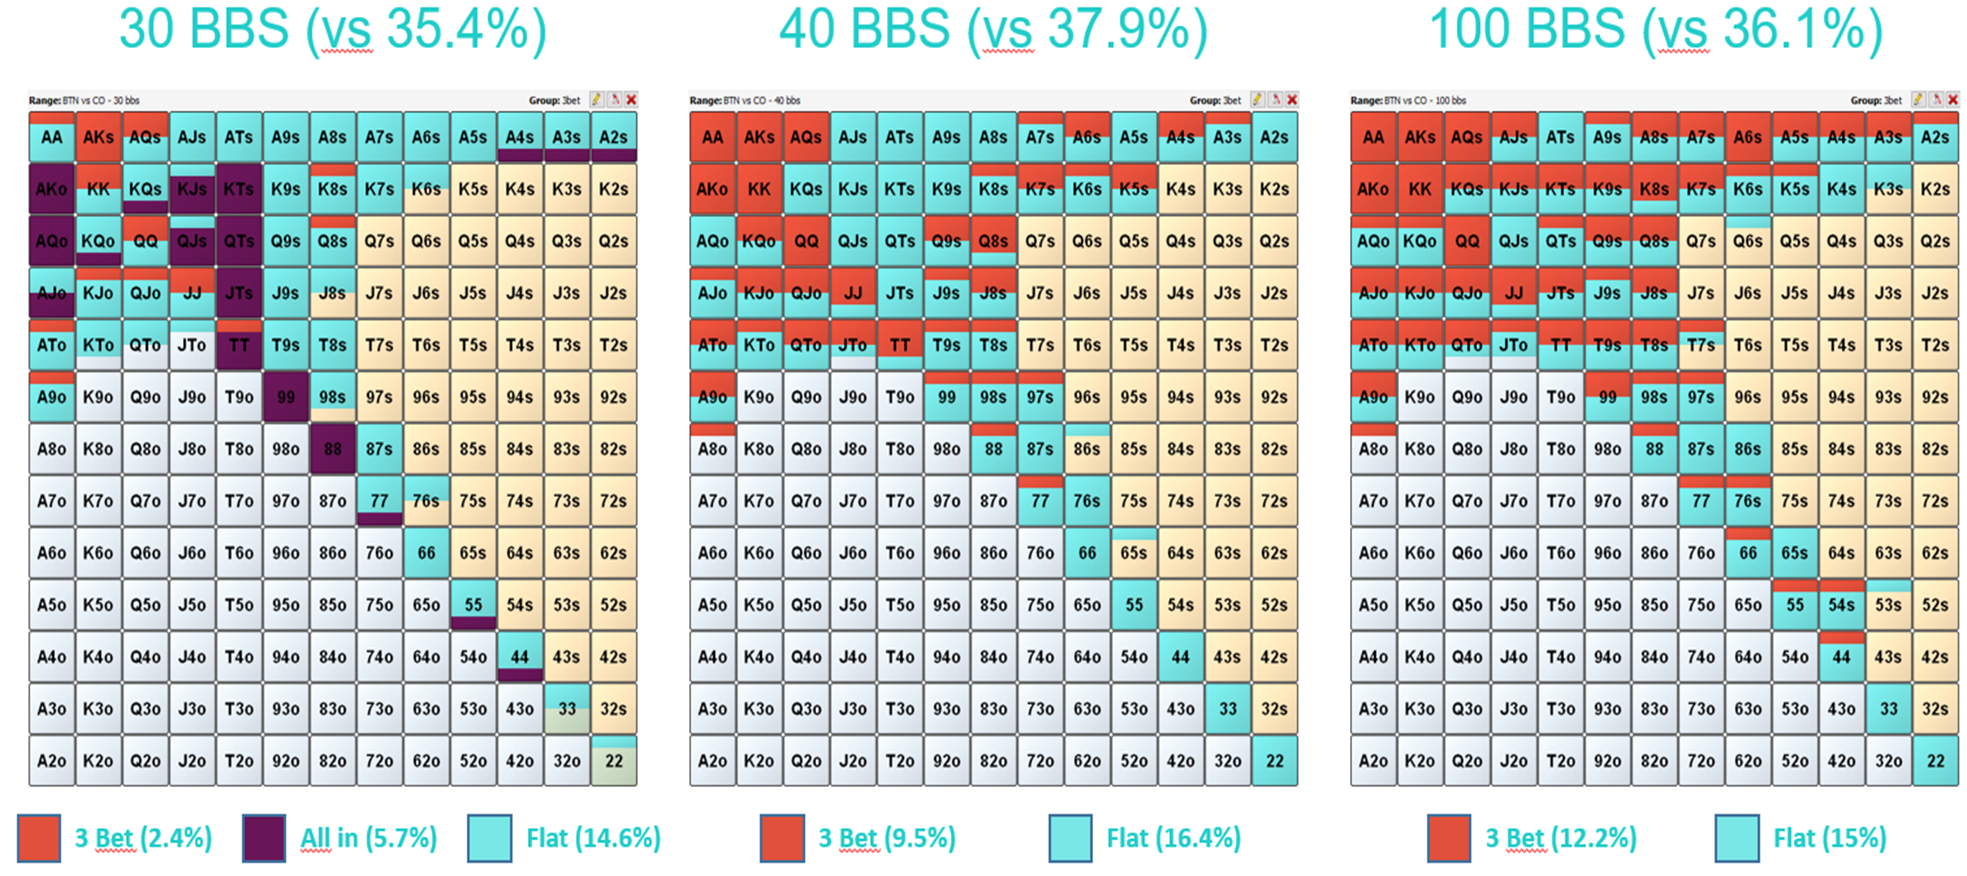 30 BBS (vs 35.4%)
40 BBS (vs 37.9%)
100 BBS (vs 36.1%)
Range: BTN vs CO - 30 bbs Group: 3bet
AA AKs AQs AJs ATs A9s A8s A7s A6s A5s A4s A3s A2s
AKo KK KQs KJs KTs K9s K8s K7s K6s K5s K4s K3s K2s
AQo KQo QQ QJs QTs Q9s Q8s Q7s Q6s Q5s Q4s Q3s Q2s
AJo KJo QJo JJ JTs J9s J8s J7s J6s J5s J4s J3s J2s
ATo KTo QTo JTo TT T9s T8s T7s T6s T5s T4s T3s T2s
A9o K9o Q9o J9o T9o 99 98s 97s 96s 95s 94s 93s 92s
A8o K8o Q8o J8o T8o 98o 88 87s 86s 85s 84s 83s 82s
A7o K7o Q7o J7o T7o 97o 87o 77 76s 75s 74s 73s 72s
A6o K6o Q6o J6o T6o 96o 86o 76o 66 65s 64s 63s 62s
A5o K5o Q5o J5o T5o 95o 85o 75o 65o 55 54s 53s 52s
A4o K4o Q4o J4o T4o 94o 84o 74o 64o 54o 44 43s 42s
A3o K3o Q3o J3o T3o 93o 83o 73o 63o 53o 43o 33 32s
A2o K2o Q2o J2o T2o 92o 82o 72o 62o 52o 42o 32o 22
3 Bet (2.4%) All in (5.7%) Flat (14.6%)
Range: BTN vs CO - 40 bbs Group: 3bet
AA AKs AQs AJs ATs A9s A8s A7s A6s A5s A4s A3s A2s
AKo KK KQs KJs KTs K9s K8s K7s K6s K5s K4s K3s K2s
AQo KQo QQ QJs QTs Q9s Q8s Q7s Q6s Q5s Q4s Q3s Q2s
AJo KJo QJo JJ JTs J9s J8s J7s J6s J5s J4s J3s J2s
ATo KTo QTo JTo TT T9s T8s T7s T6s T5s T4s T3s T2s
A9o K9o Q9o J9o T9o 99 98s 97s 96s 95s 94s 93s 92s
A8o K8o Q8o J8o T8o 98o 88 87s 86s 85s 84s 83s 82s
A7o K7o Q7o J7o T7o 97o 87o 77 76s 75s 74s 73s 72s
A6o K6o Q6o J6o T6o 96o 86o 76o 66 65s 64s 63s 62s
A5o K5o Q5o J5o T5o 95o 85o 75o 65o 55 54s 53s 52s
A4o K4o Q4o J4o T4o 94o 84o 74o 64o 54o 44 43s 42s
A3o K3o Q3o J3o T3o 93o 83o 73o 63o 53o 43o 33 32s
A2o K2o Q2o J2o T2o 92o 82o 72o 62o 52o 42o 32o 22
3 Bet (9.5%) Flat (16.4%)
Range: BTN vs CO - 100 bbs Group: 3bet
AA AKs AQs AJs ATs A9s A8s A7s A6s A5s A4s A3s A2s
AKo KK KQs KJs KTs K9s K8s K7s K6s K5s K4s K3s K2s
AQo KQo QQ QJs QTs Q9s Q8s Q7s Q6s Q5s Q4s Q3s Q2s
AJo KJo QJo JJ JTs J9s J8s J7s J6s J5s J4s J3s J2s
ATo KTo QTo JTo TT T9s T8s T7s T6s T5s T4s T3s T2s
A9o K9o Q9o J9o T9o 99 98s 97s 96s 95s 94s 93s 92s
A8o K8o Q8o J8o T8o 98o 88 87s 86s 85s 84s 83s 82s
A7o K7o Q7o J7o T7o 97o 87o 77 76s 75s 74s 73s 72s
A6o K6o Q6o J6o T6o 96o 86o 76o 66 65s 64s 63s 62s
A5o K5o Q5o J5o T5o 95o 85o 75o 65o 55 54s 53s 52s
A4o K4o Q4o J4o T4o 94o 84o 74o 64o 54o 44 43s 42s
A3o K3o Q3o J3o T3o 93o 83o 73o 63o 53o 43o 33 32s
A2o K2o Q2o J2o T2o 92o 82o 72o 62o 52o 42o 32o 22
3 Bet (12.2%) Flat (15%)